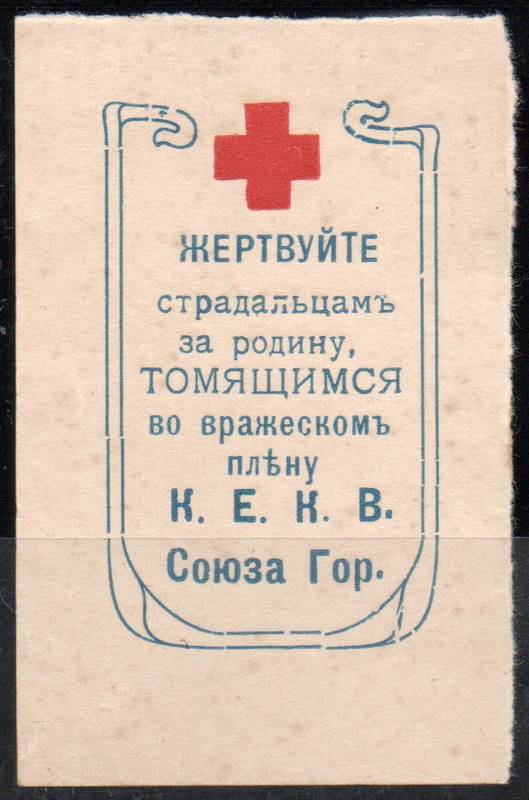 ЖЕРТВУЙТЕ
страдальцамъ
за родину,
ТОМЯЩИМСЯ
во вражескомъ
плѣну
К. Е. К. В.
Союза Гор.